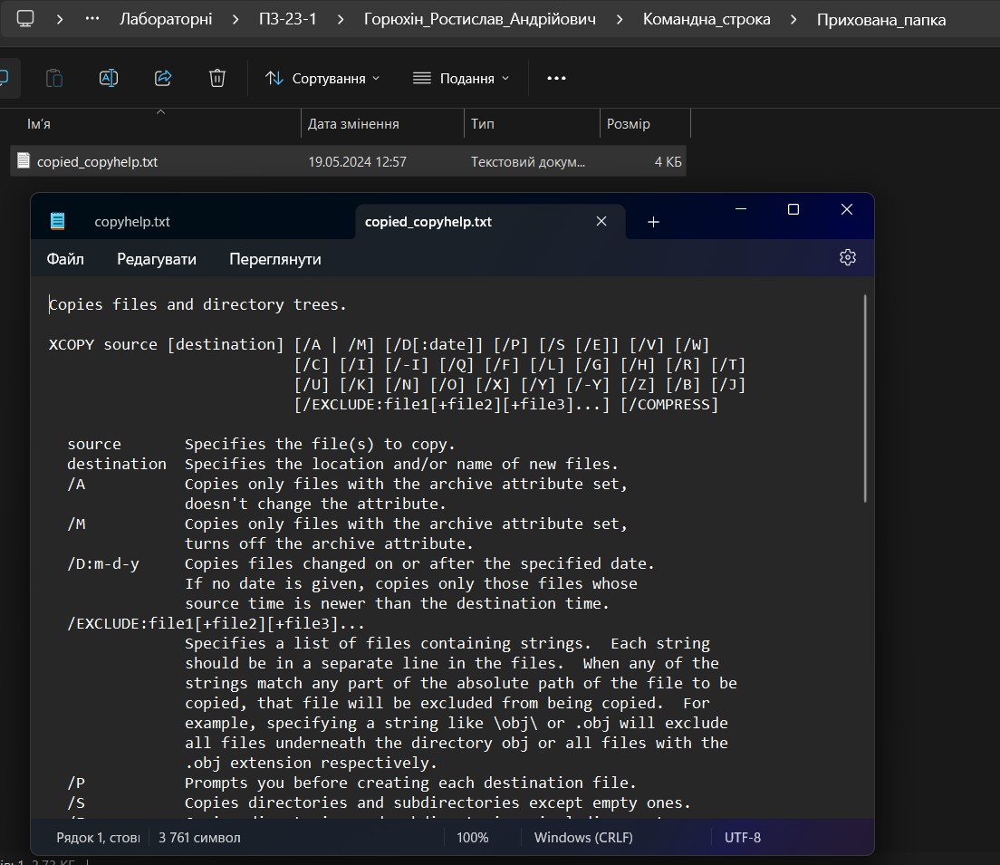 … Лабораторні > ПЗ-23-1 > Горюхін_Ростислав_Андрійович > Командна_строка > Прихована_папка
Сортування Подання …
Ім'я Дата змінення Тип Розмір
copied_copyhelp.txt 19.05.2024 12:57 Текстовий докум... 4 КБ
copyhelp.txt copied_copyhelp.txt
Файл Редагувати Переглянути
Copies files and directory trees.
XCOPY source [destination] [/A | /M] [/D[:date]] [/P] [/S [/E]] [/V] [/W]
[/C] [/I] [/-I] [/Q] [/F] [/L] [/G] [/H] [/R] [/T]
[/U] [/K] [/N] [/O] [/X] [/Y] [/-Y] [/Z] [/B] [/J]
[/EXCLUDE:file1[+file2][+file3]...] [/COMPRESS]
source Specifies the file(s) to copy.
destination Specifies the location and/or name of new files.
/A Copies only files with the archive attribute set,
doesn't change the attribute.
/M Copies only files with the archive attribute set,
turns off the archive attribute.
/D:m-d-y Copies files changed on or after the specified date.
If no date is given, copies only those files whose
source time is newer than the destination time.
/EXCLUDE:file1[+file2][+file3]...
Specifies a list of files containing strings. Each string
should be in a separate line in the files. When any of the
strings match any part of the absolute path of the file to be
copied, that file will be excluded from being copied. For
example, specifying a string like \obj\ or .obj will exclude
all files underneath the directory obj or all files with the
.obj extension respectively.
/P Prompts you before creating each destination file.
/S Copies directories and subdirectories except empty ones.
Рядок 1, стовг 3 761 символ 100% Windows (CRLF) UTF-8